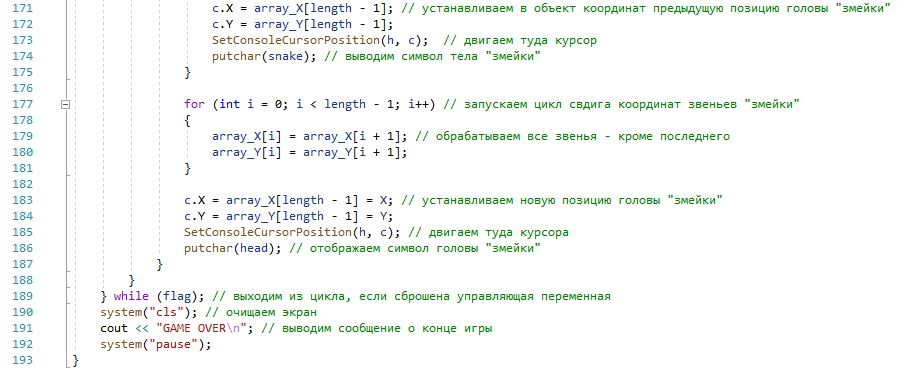 171 c.X = array_X[length - 1]; // устанавливаем в объект координат предыдущую позицию головы "змейки"
172 c.Y = array_Y[length - 1];
173 SetConsoleCursorPosition(h, c);  // двигаем туда курсор
174 putchar(snake); // выводим символ тела "змейки"
175 }
176
177 for (int i = 0; i < length - 1; i++) // запускаем цикл свдига координат звеньев "змейки"
178 {
179 array_X[i] = array_X[i + 1]; // обрабатываем все звенья - кроме последнего
180 array_Y[i] = array_Y[i + 1];
181 }
182
183 c.X = array_X[length - 1] = X; // устанавливаем новую позицию головы "змейки"
184 c.Y = array_Y[length - 1] = Y;
185 SetConsoleCursorPosition(h, c); // двигаем туда курсора
186 putchar(head); // отображаем символ головы "змейки"
187 }
188 }
189 } while (flag); // выходим из цикла, если сброшена управляющая переменная
190 system("cls"); // очищаем экран
191 cout << "GAME OVER\n"; // выводим сообщение о конце игры
192 system("pause");
193 }